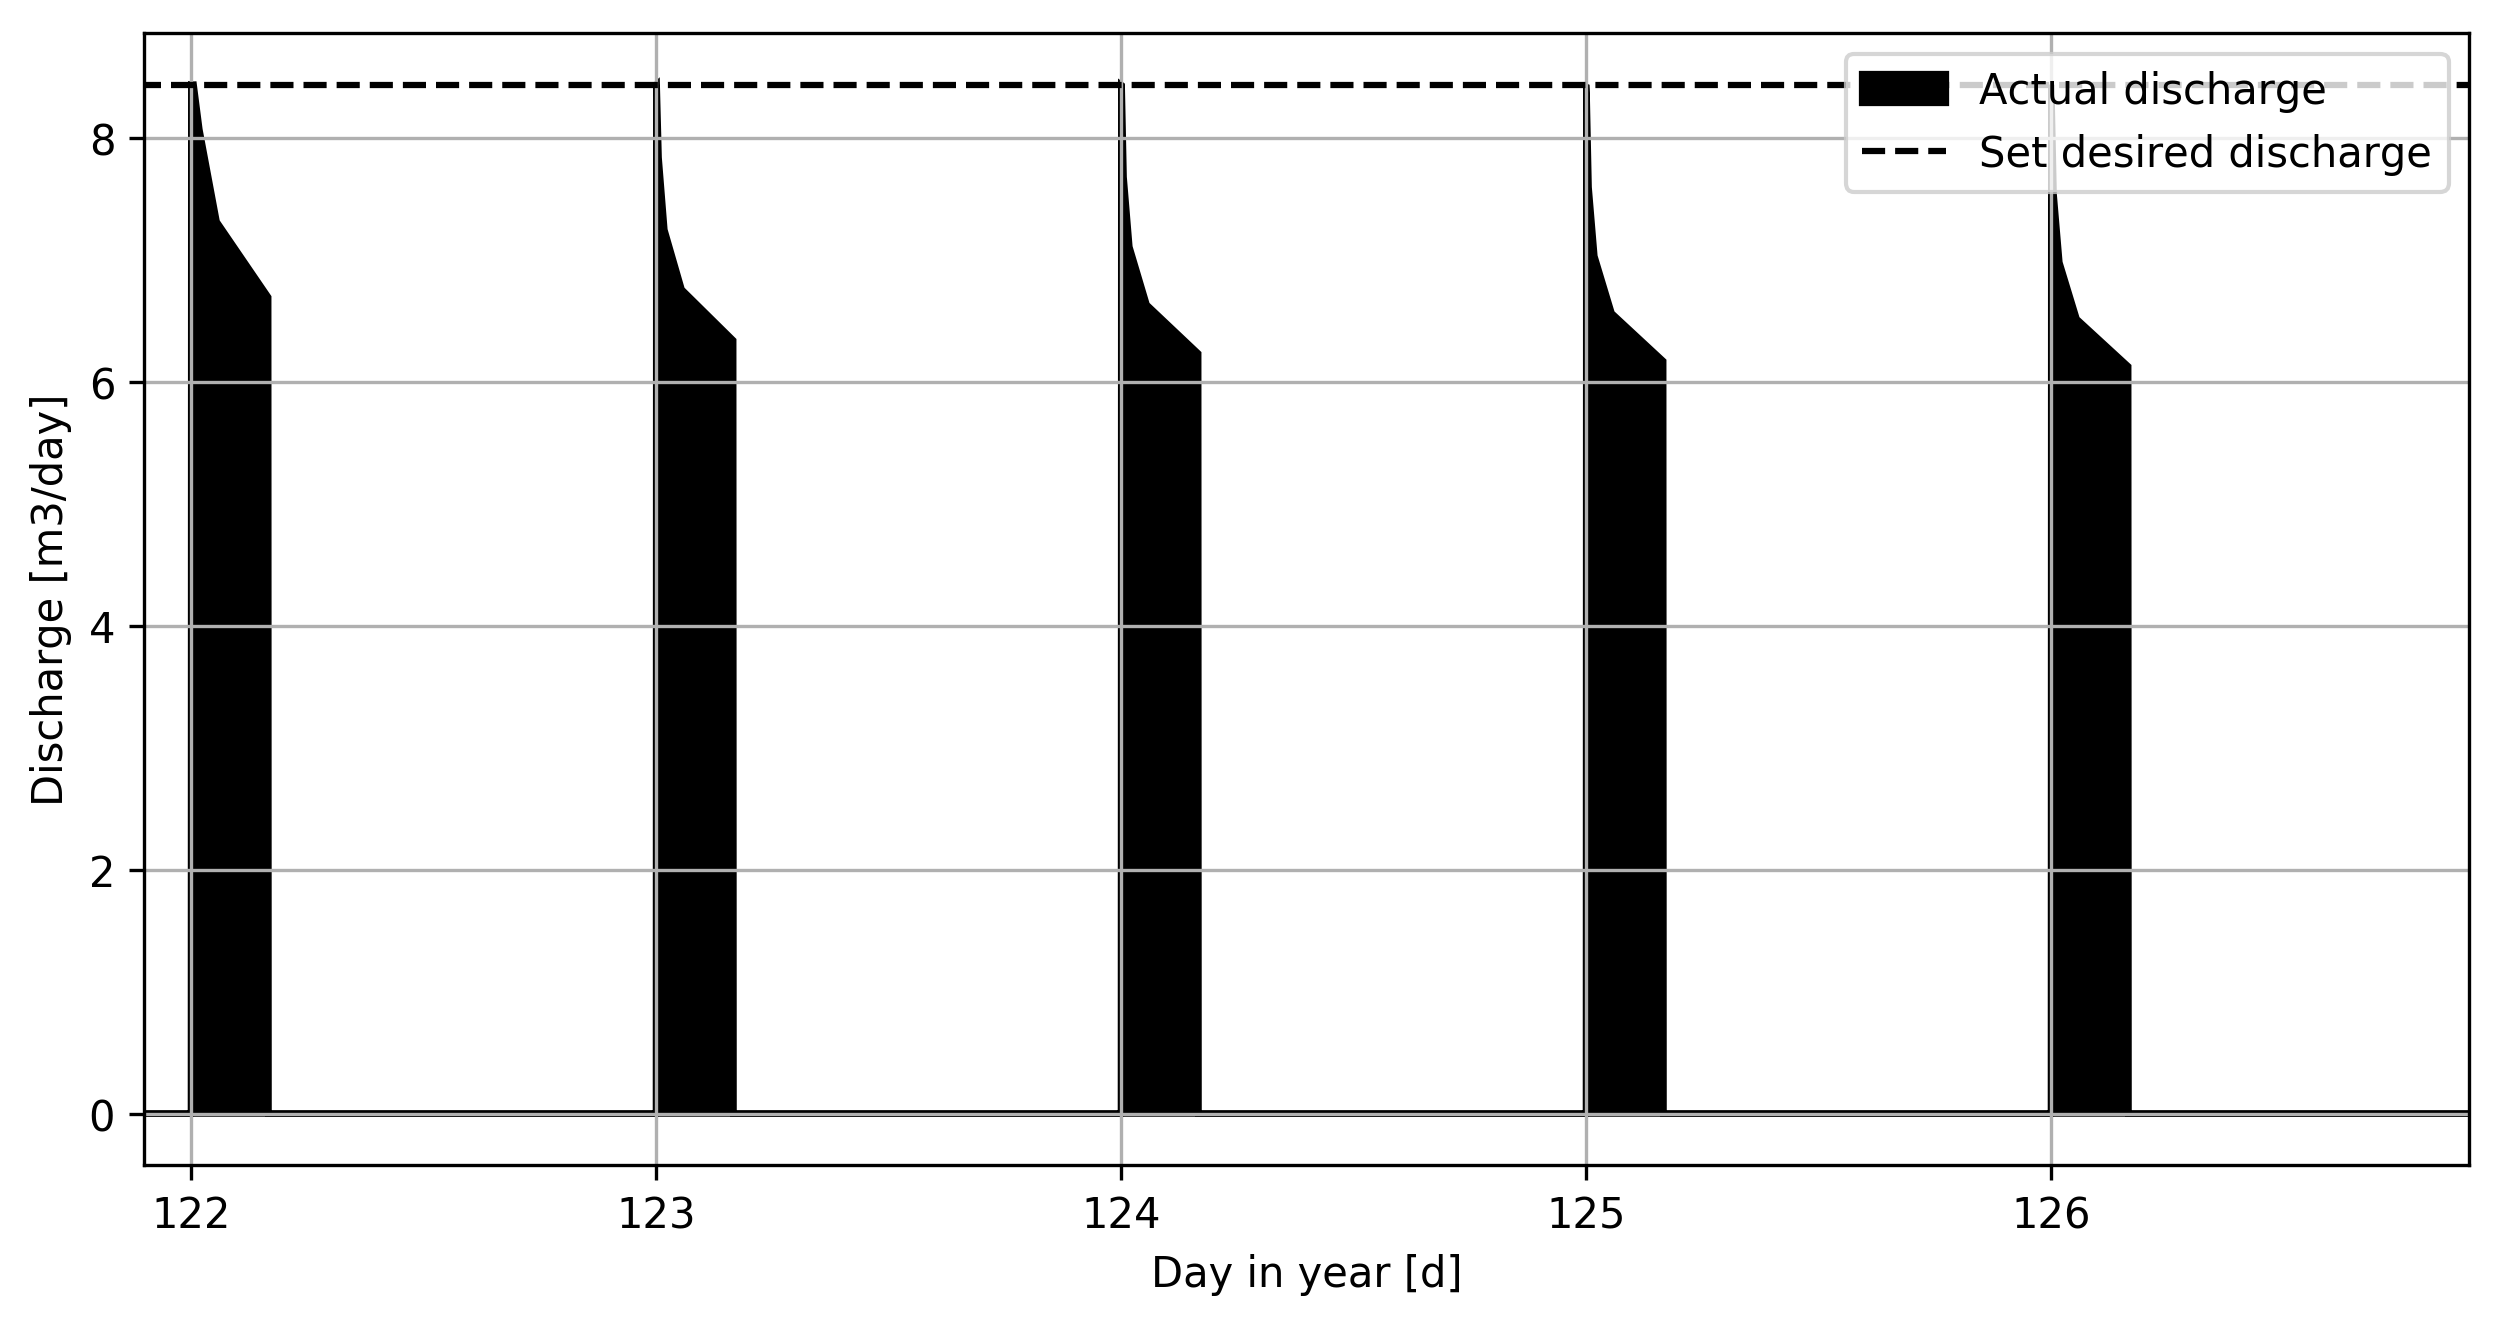 Actual discharge
Set desired discharge
Discharge [m3/day]
8
6
4
2
0
122 123 124 125 126
Day in year [d]